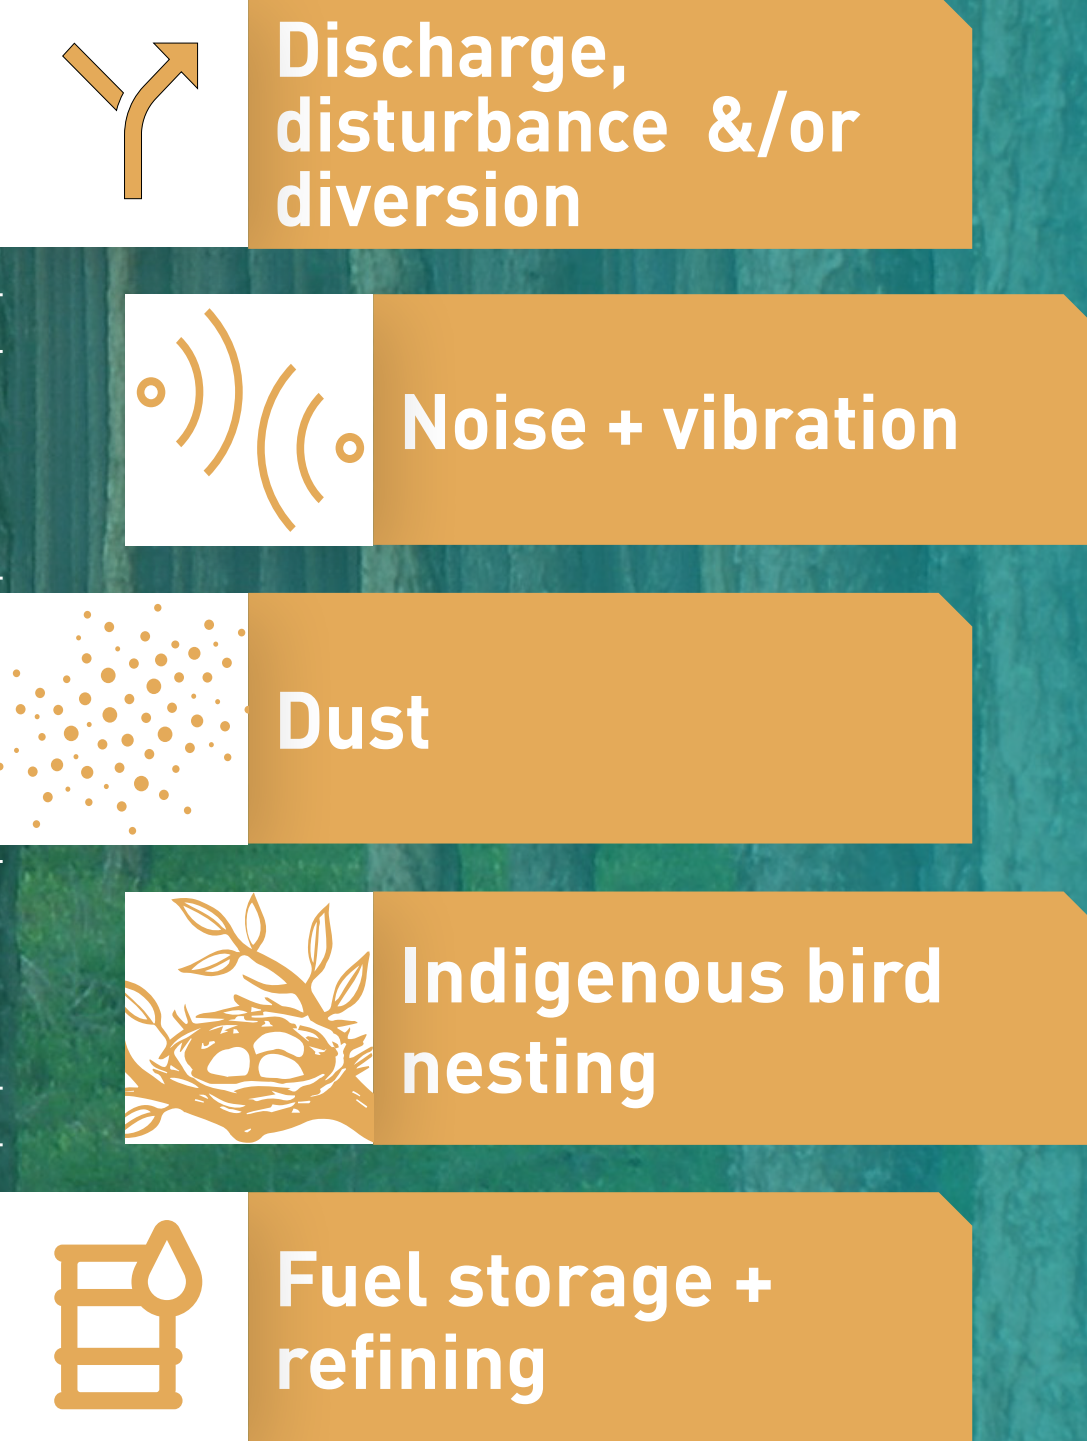 Discharge,
disturbance &/or
diversion
Noise + vibration
Dust
Indigenous bird
nesting
Fuel storage +
refining